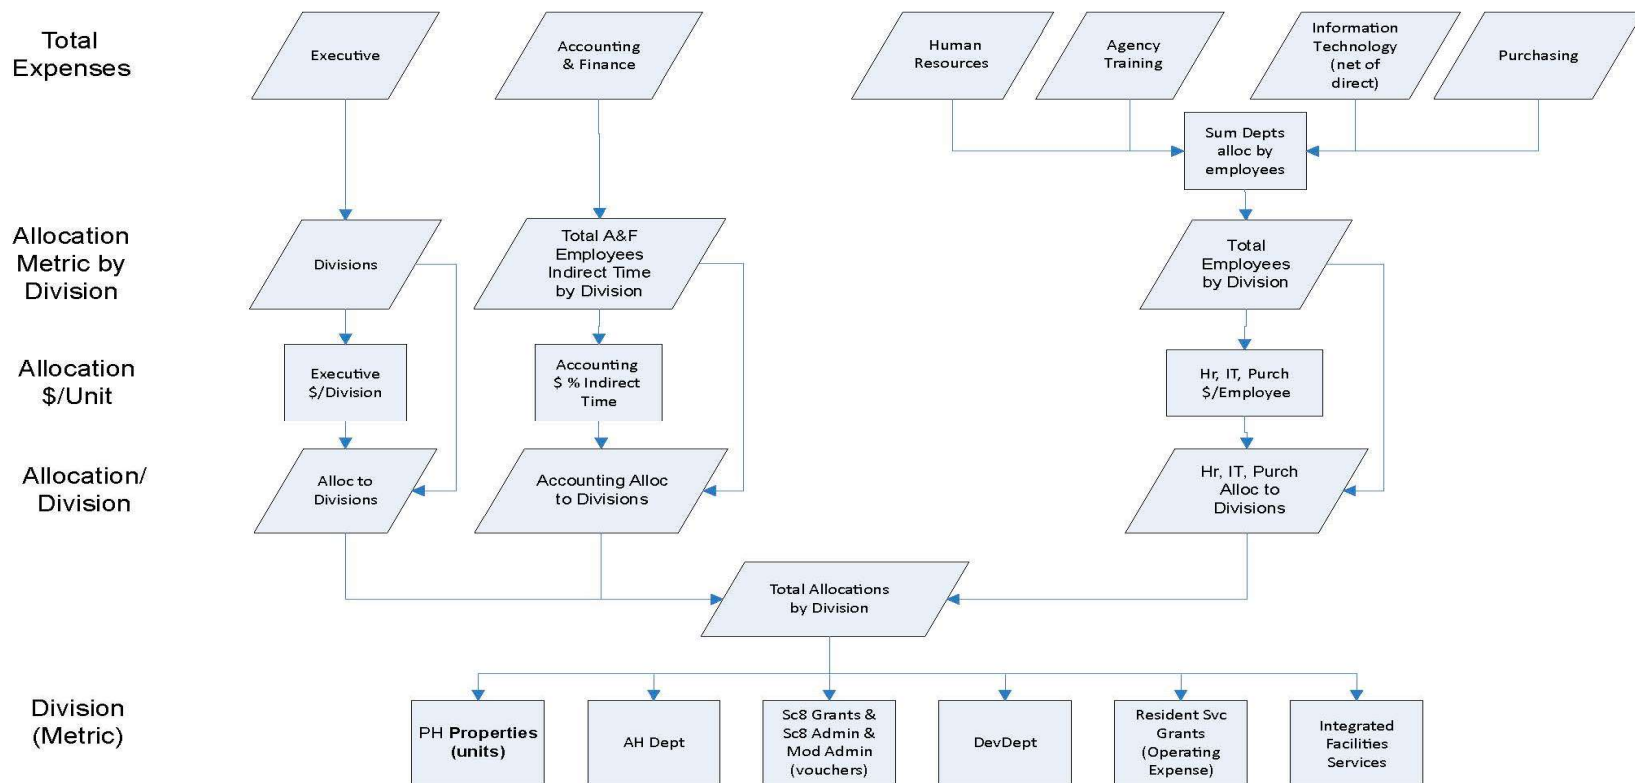 Total
Expenses
Executive
Accounting
& Finance
Human
Resources
Agency
Training
Information
Technology
(net of
direct)
Purchasing
Sum Depts
alloc by
employees
Allocation
Metric by
Division
Divisions
Total A&F
Employees
Indirect Time
by Division
Total
Employees
by Division
Allocation
$/Unit
Executive
$/Division
Accounting
$ % Indirect
Time
Hr, IT, Purch
$/Employee
Allocation/
Division
Alloc to
Divisions
Accounting Alloc
to Divisions
Hr, IT, Purch
Alloc to
Divisions
Total Allocations
by Division
Division
(Metric)
PH Properties
(units)
AH Dept
Sc8 Grants &
Sc8 Admin &
Mod Admin
(vouchers)
DevDept
Resident Svc
Grants
(Operating
Expense)
Integrated
Facilities
Services